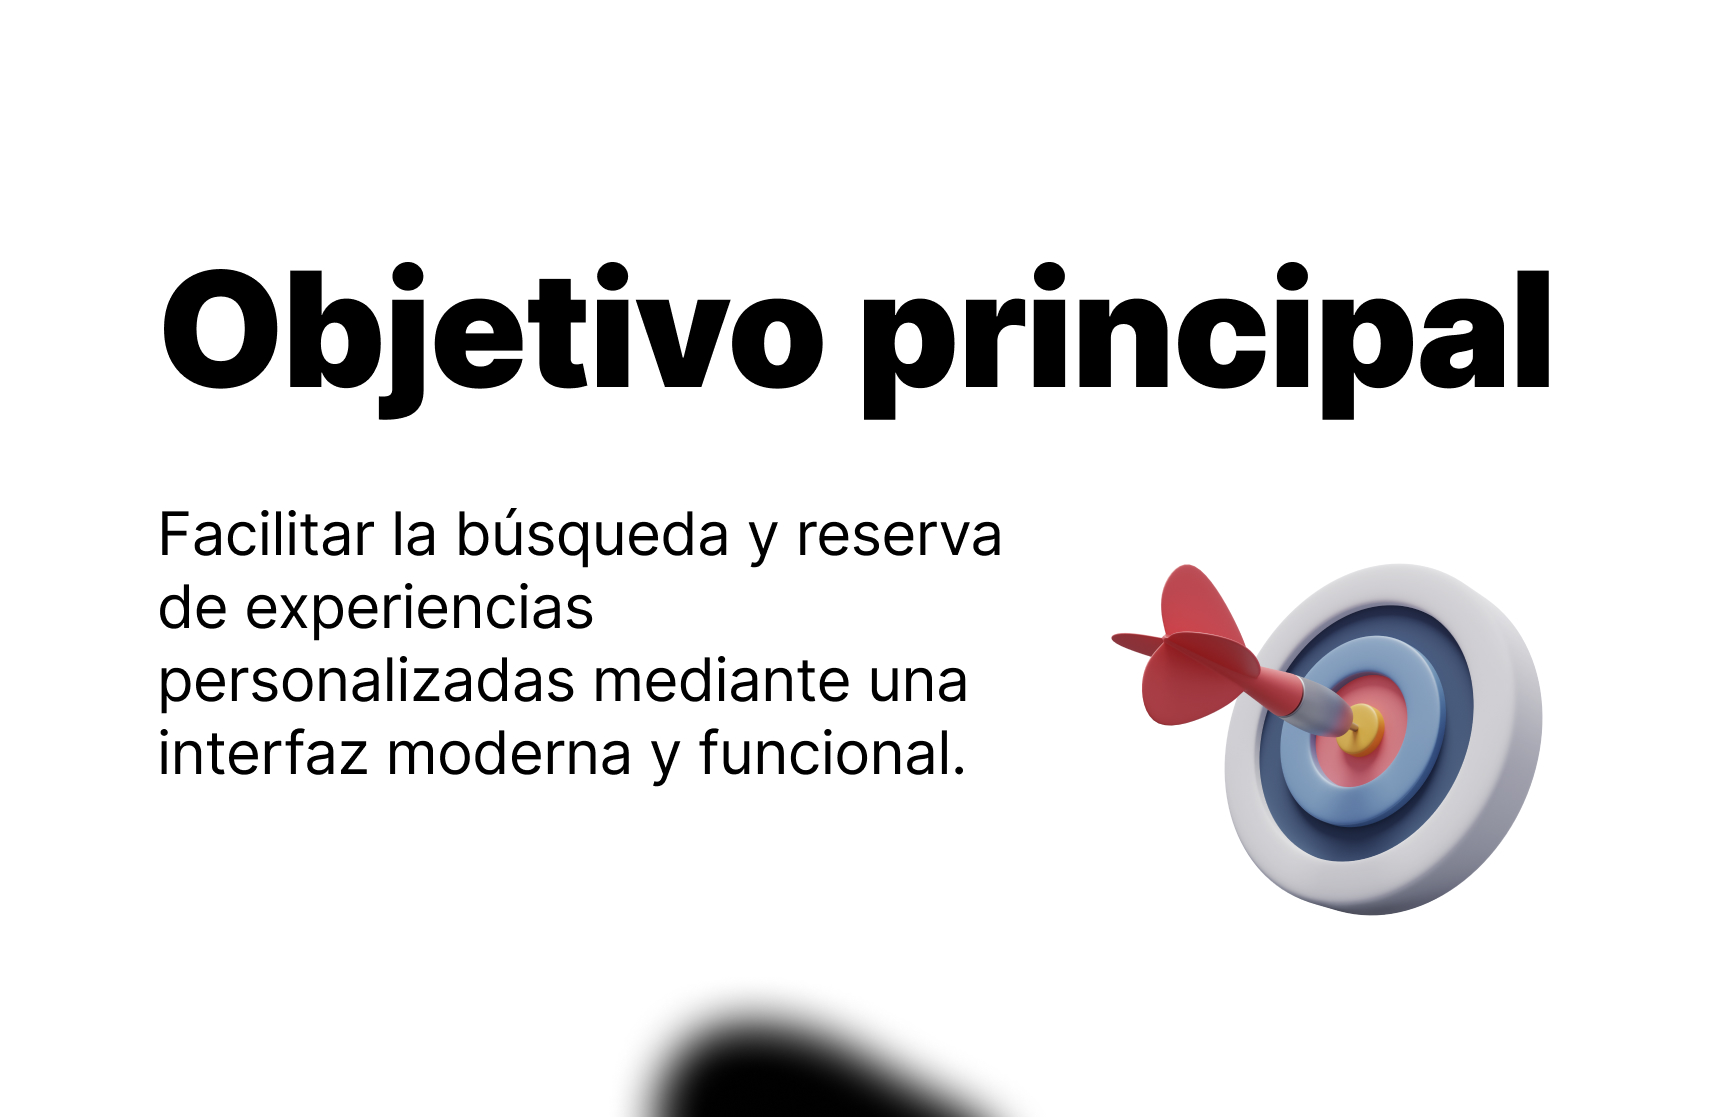 Objetivo principal
Facilitar la búsqueda y reserva
de experiencias
personalizadas mediante una
interfaz moderna y funcional.